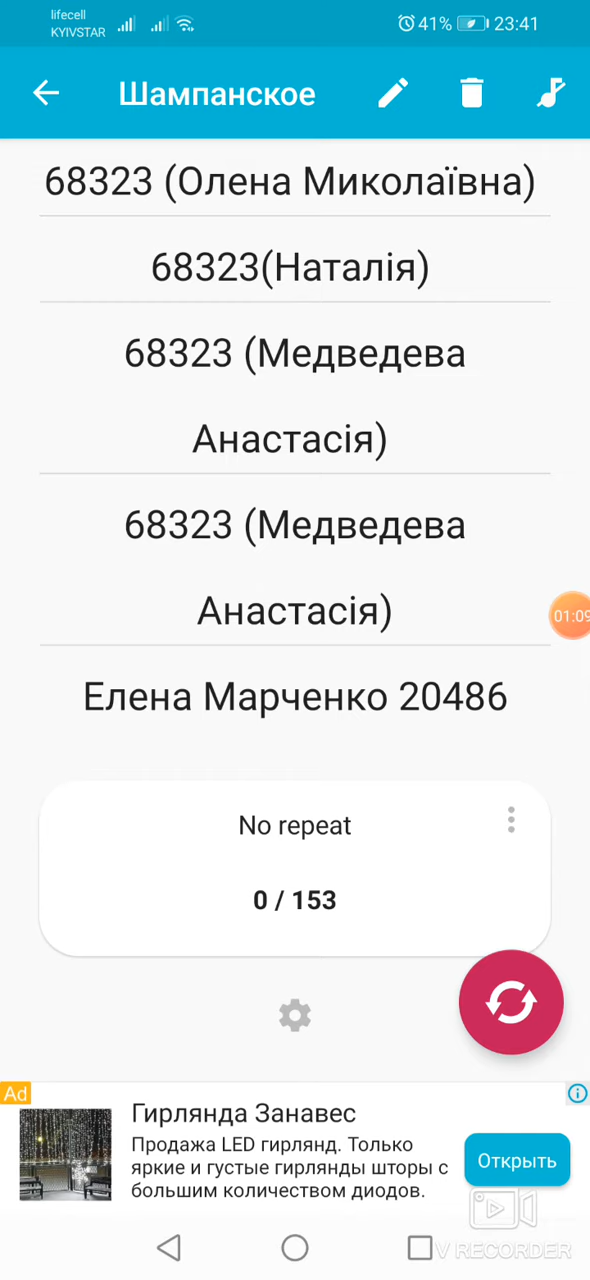 lifecell
KYIVSTAR
41%
23:41
Шампанское
68323 (Олена Миколаївна)
68323(Наталія)
68323 (Медведева
Анастасія)
68323 (Медведева
Анастасія)
01:09
Елена Марченко 20486
No repeat
0 / 153
Ad
Гирлянда Занавес
Продажа LED гирлянд. Только
яркие и густые гирлянды шторы с
большим количеством диодов.
Открыть
V RECORDER